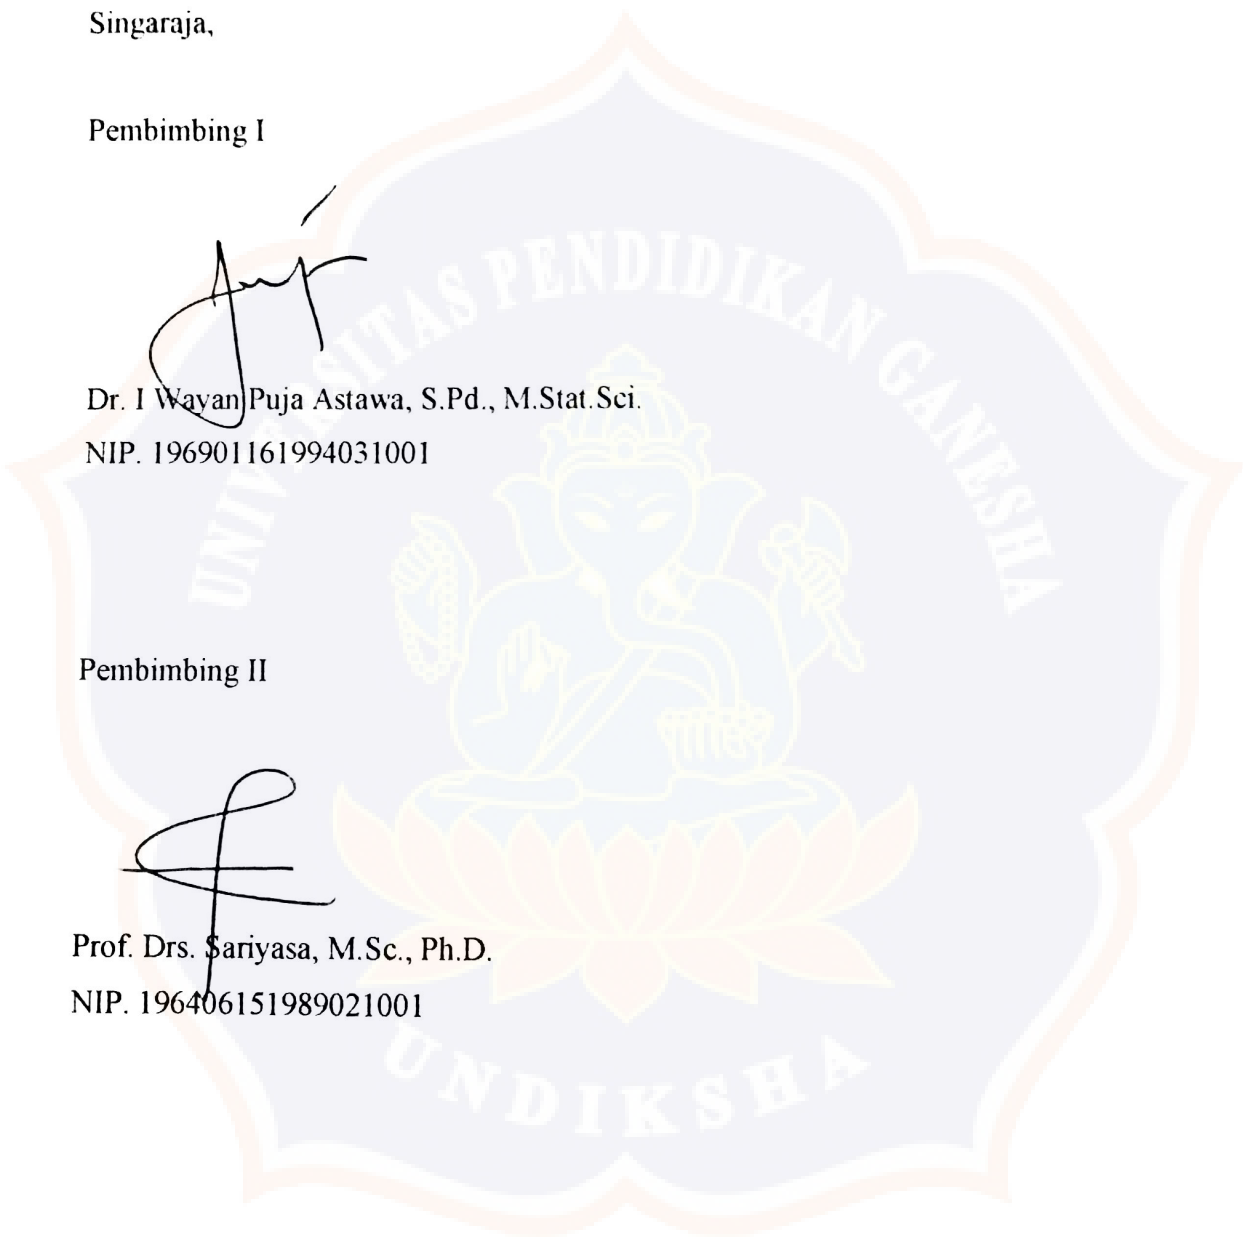 Singaraja,
Pembimbing I
Dr. I Wayan Puja Astawa, S.Pd., M.Stat.Sci.
NIP. 196901161994031001
Pembimbing II
Prof. Drs. Sariyasa, M.Sc., Ph.D.
NIP. 196406151989021001
UNIVERSITAS PENDIDIKAN GANESHA
UNDIKSHA